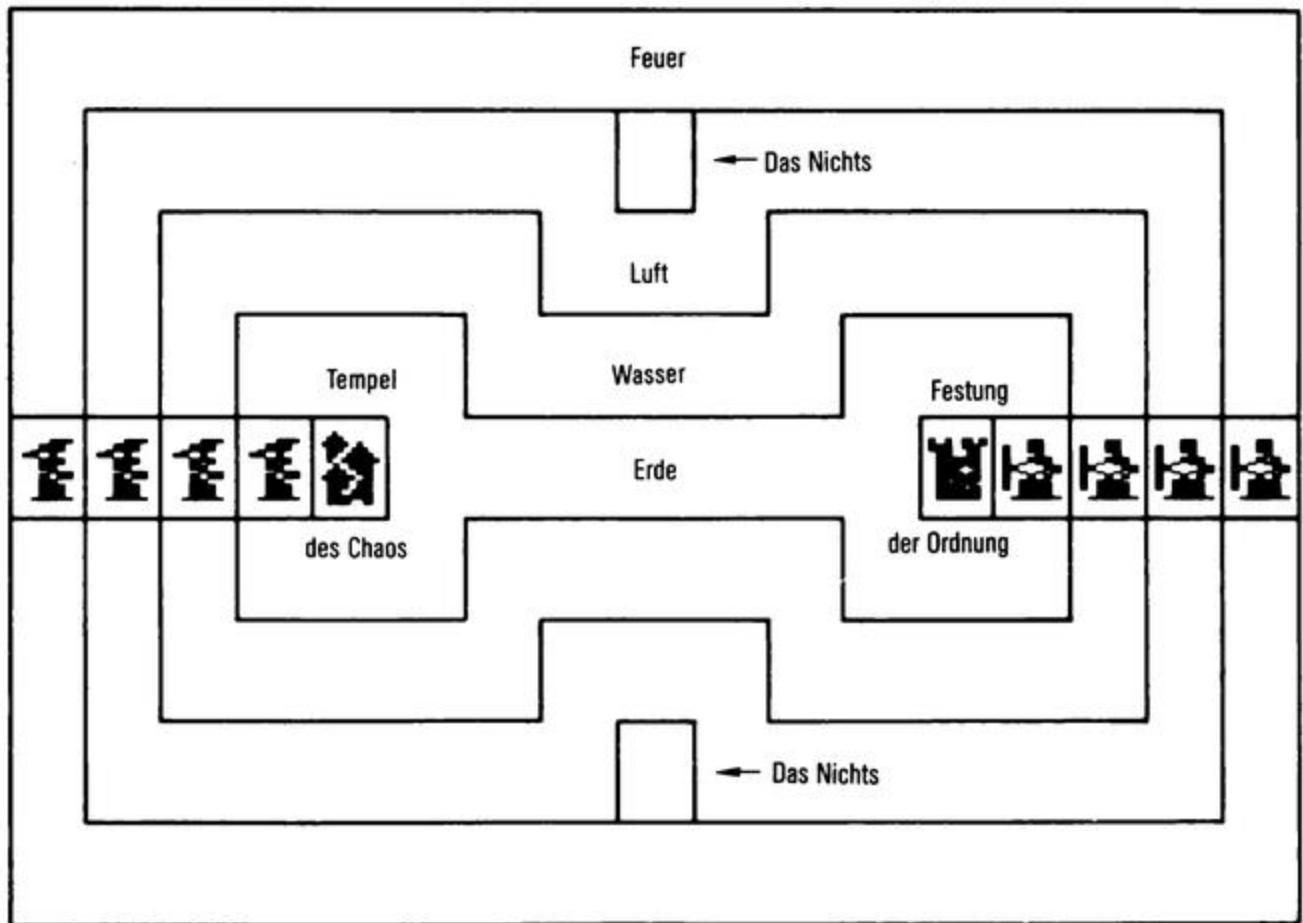 Feuer
Das Nichts
Luft
Wasser
Tempel
Festung
Erde
des Chaos
der Ordnung
Das Nichts